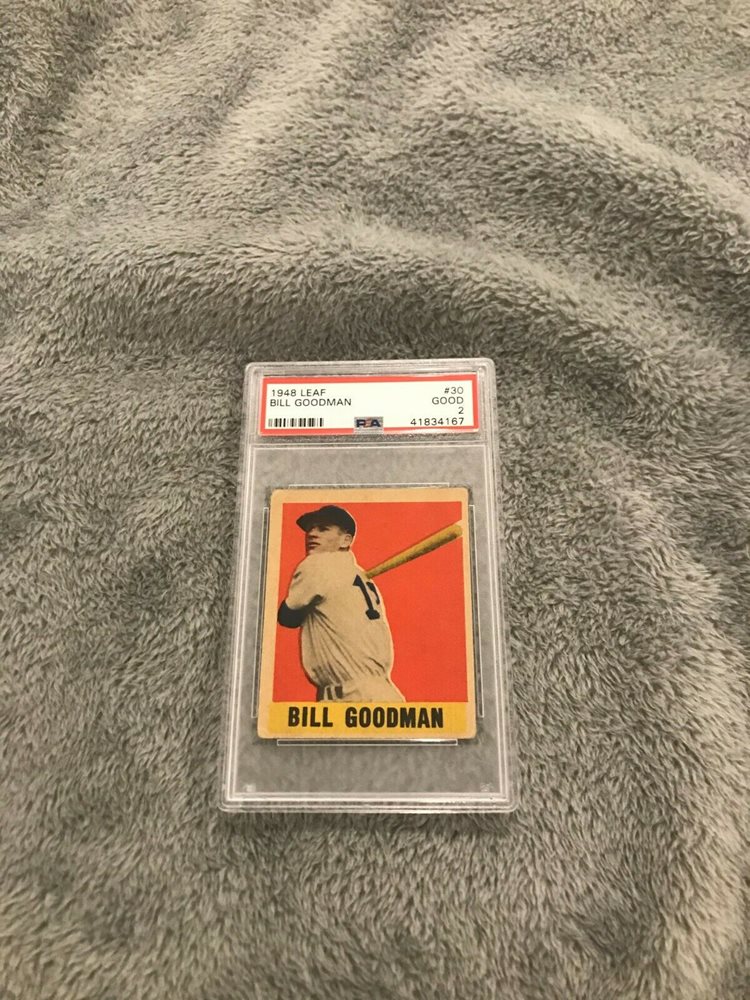 1948 LEAF #30
BILL GOODMAN GOOD
2
PSA 41834167
BILL GOODMAN